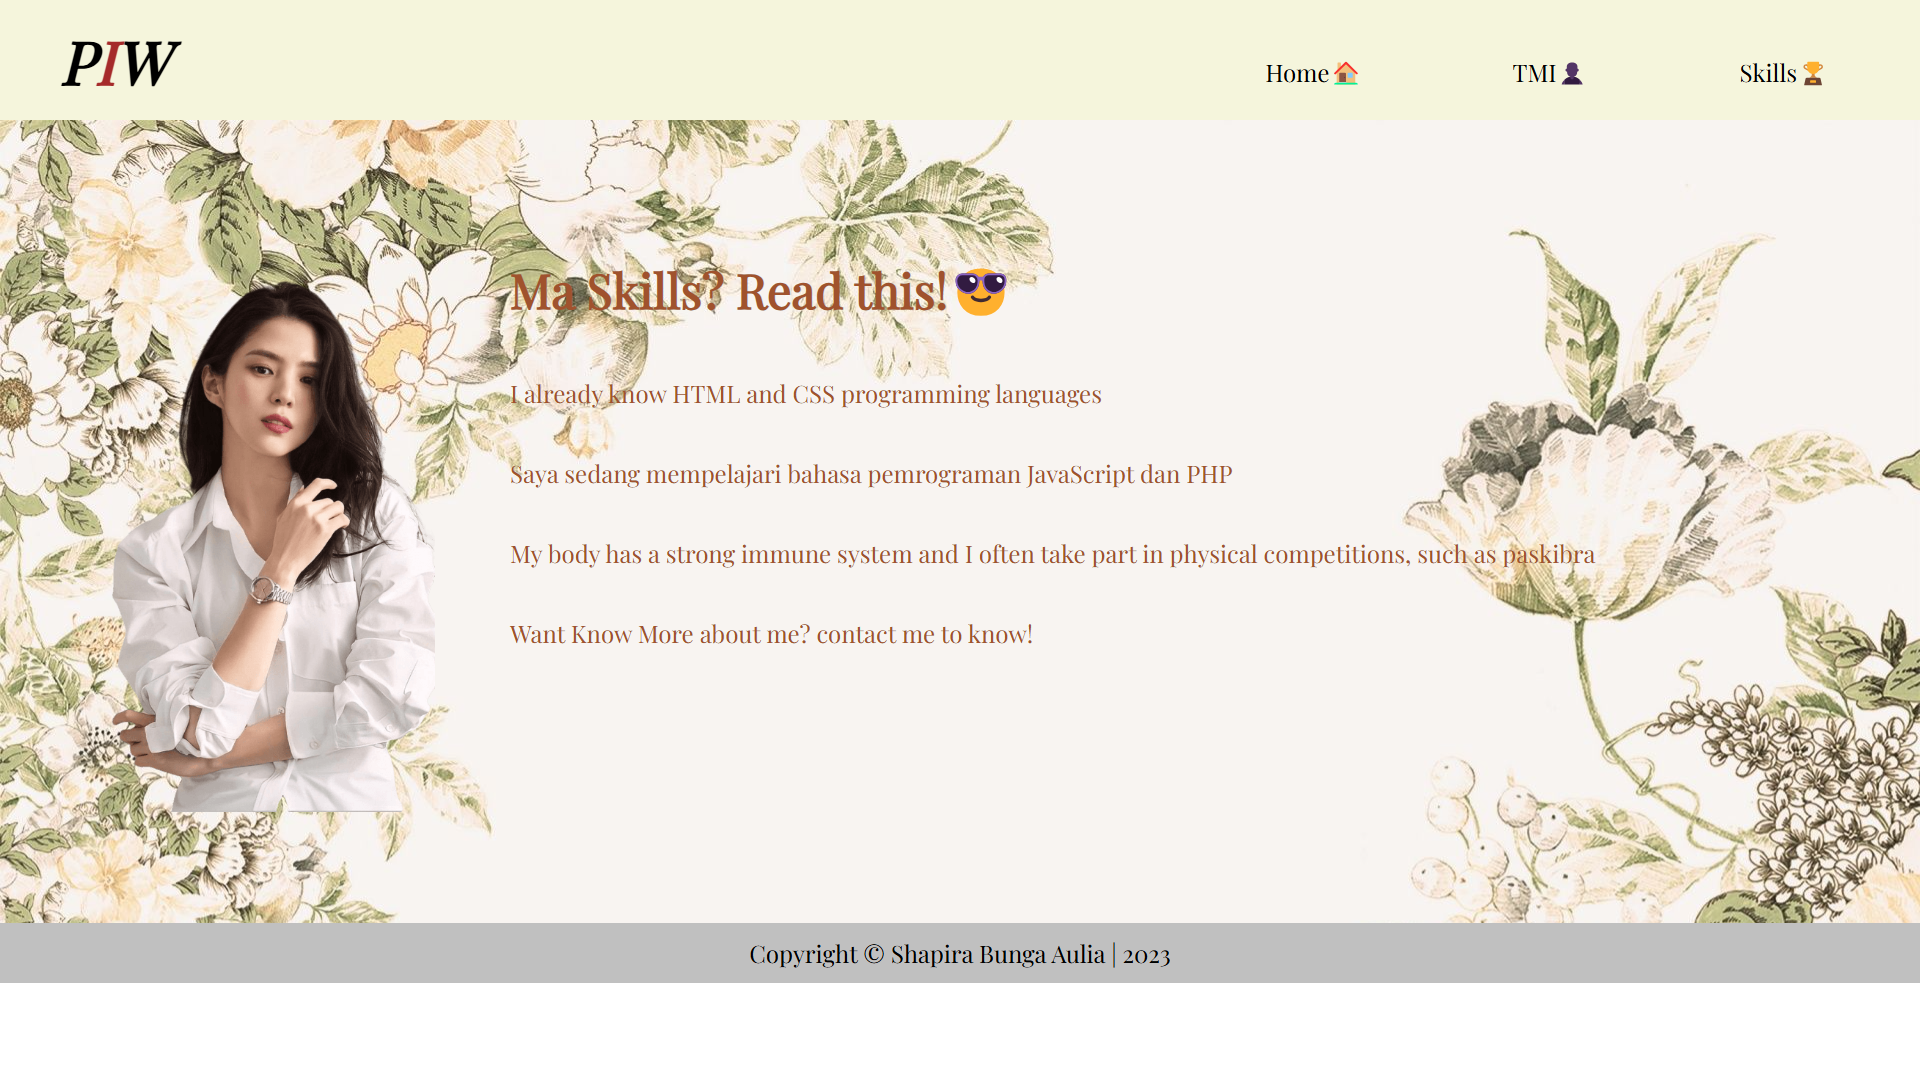 PIW
Home🏠
TMI👤
Skills🏆
Ma Skills? Read this!😎
I already know HTML and CSS programming languages
Saya sedang mempelajari bahasa pemrograman JavaScript dan PHP
My body has a strong immune system and I often take part in physical competitions, such as paskibra
Want Know More about me? contact me to know!
Copyright © Shapira Bunga Aulia | 2023